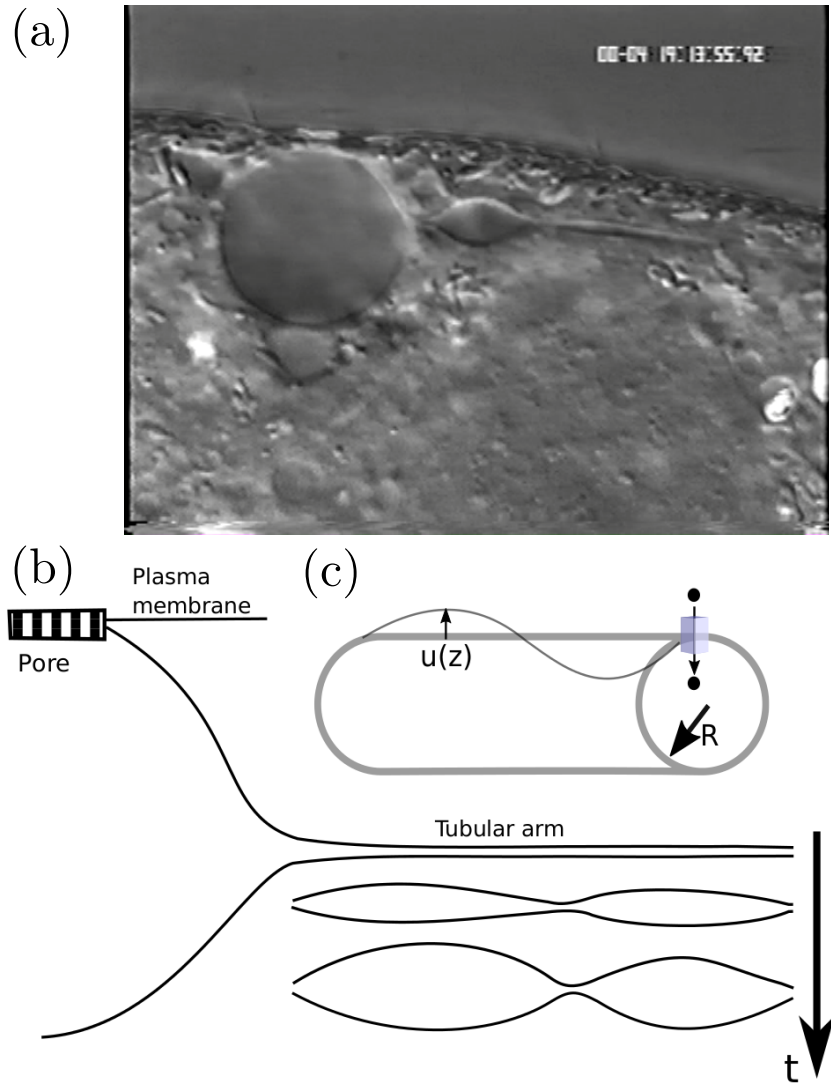 (a)
00-04 19:13:55:92
(b)
(c)
Plasma
membrane
Pore
u(z)
R
Tubular arm
t